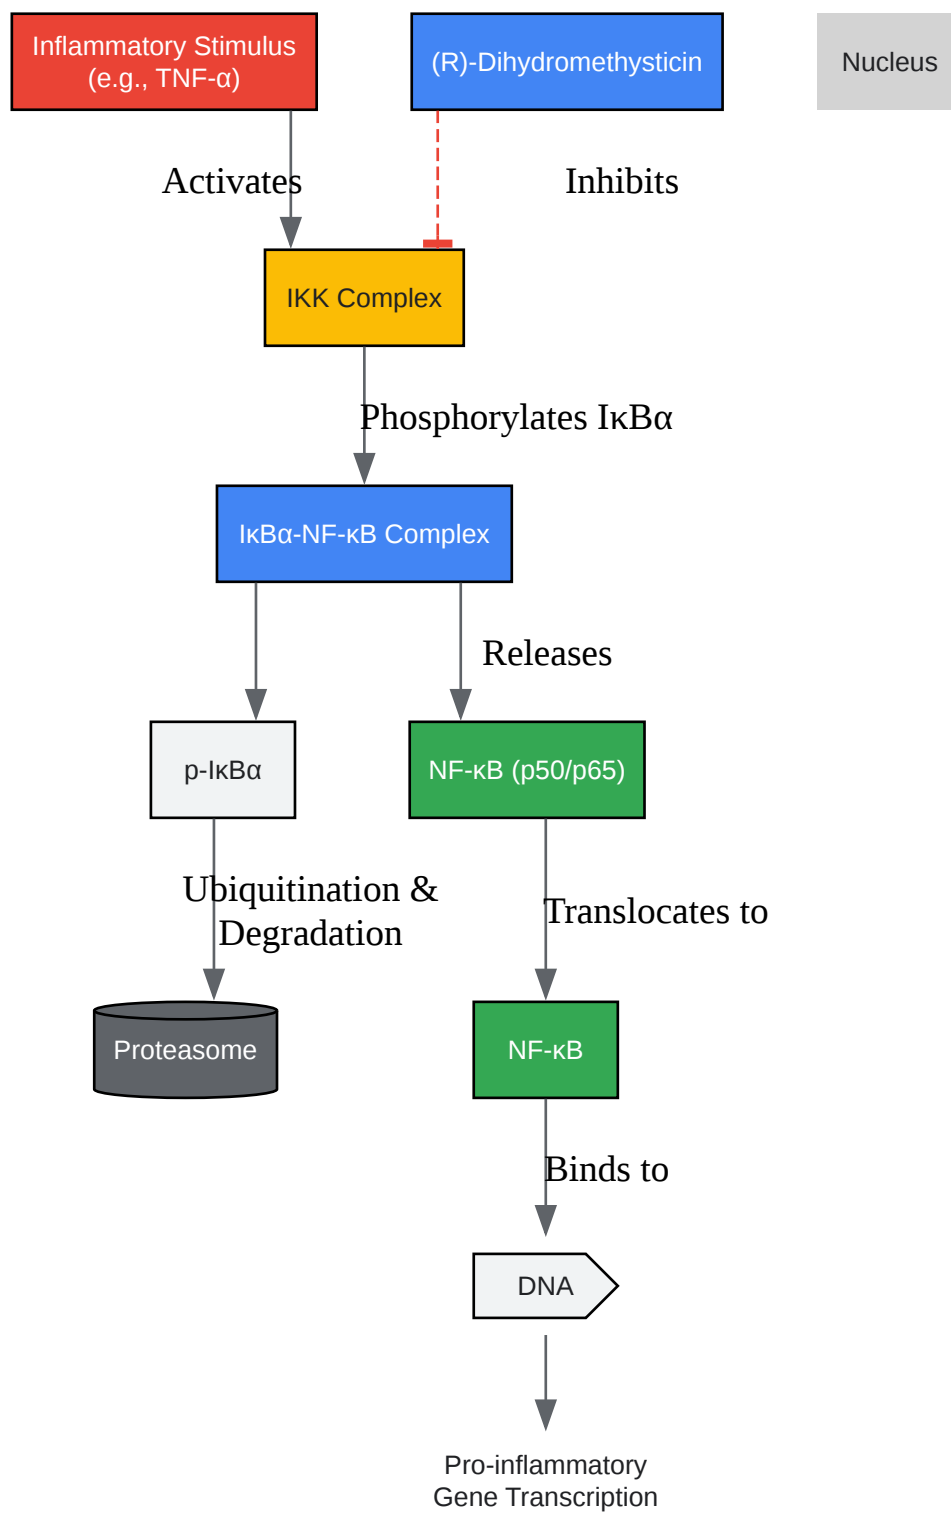 Inflammatory Stimulus
(e.g., TNF-α)
(R)-Dihydromethysticin
Nucleus
Activates
Inhibits
IKK Complex
Phosphorylates IκBα
IκBα-NF-κB Complex
Releases
p-IκBα
NF-κB (p50/p65)
Ubiquitination &
Degradation
Translocates to
Proteasome
NF-κB
Binds to
DNA
Pro-inflammatory
Gene Transcription